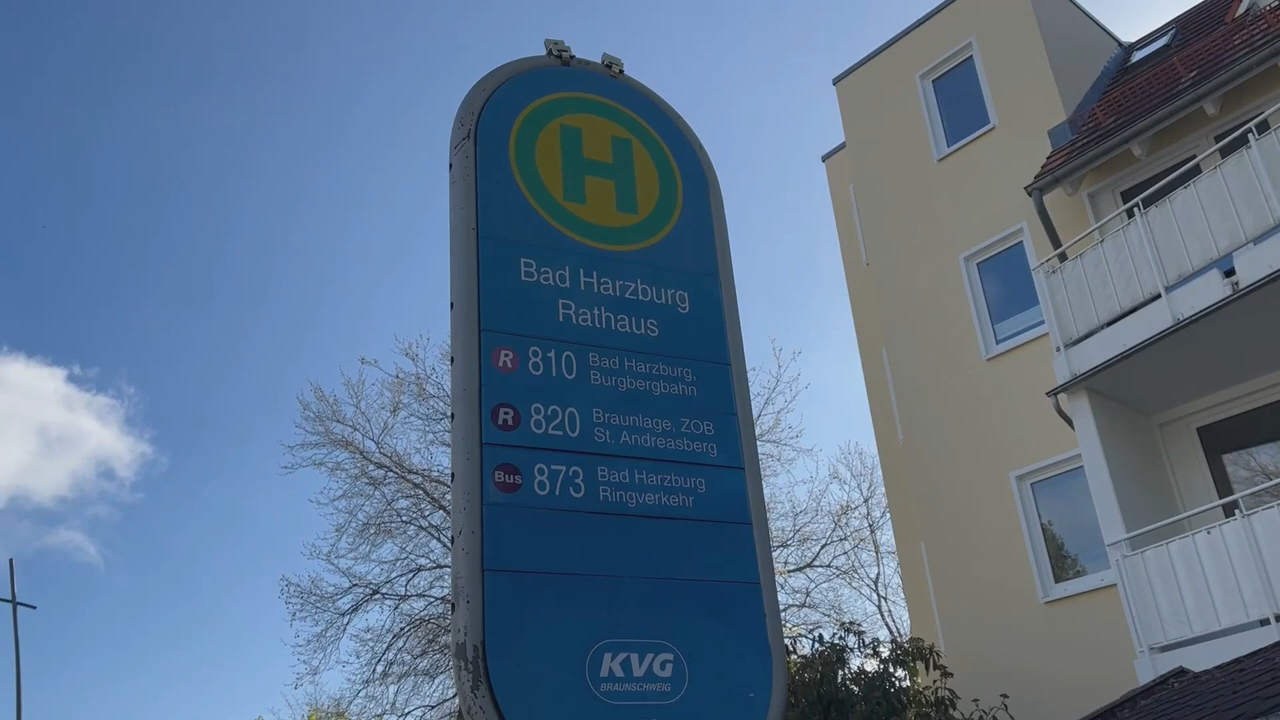 H
Bad Harzburg
Rathaus
R 810 Bad Harzburg,
Burgbergbahn
R 820 Braunlage, ZOB
St. Andreasberg
Bus 873 Bad Harzburg
Ringverkehr
KVG
BRAUNSCHWEIG